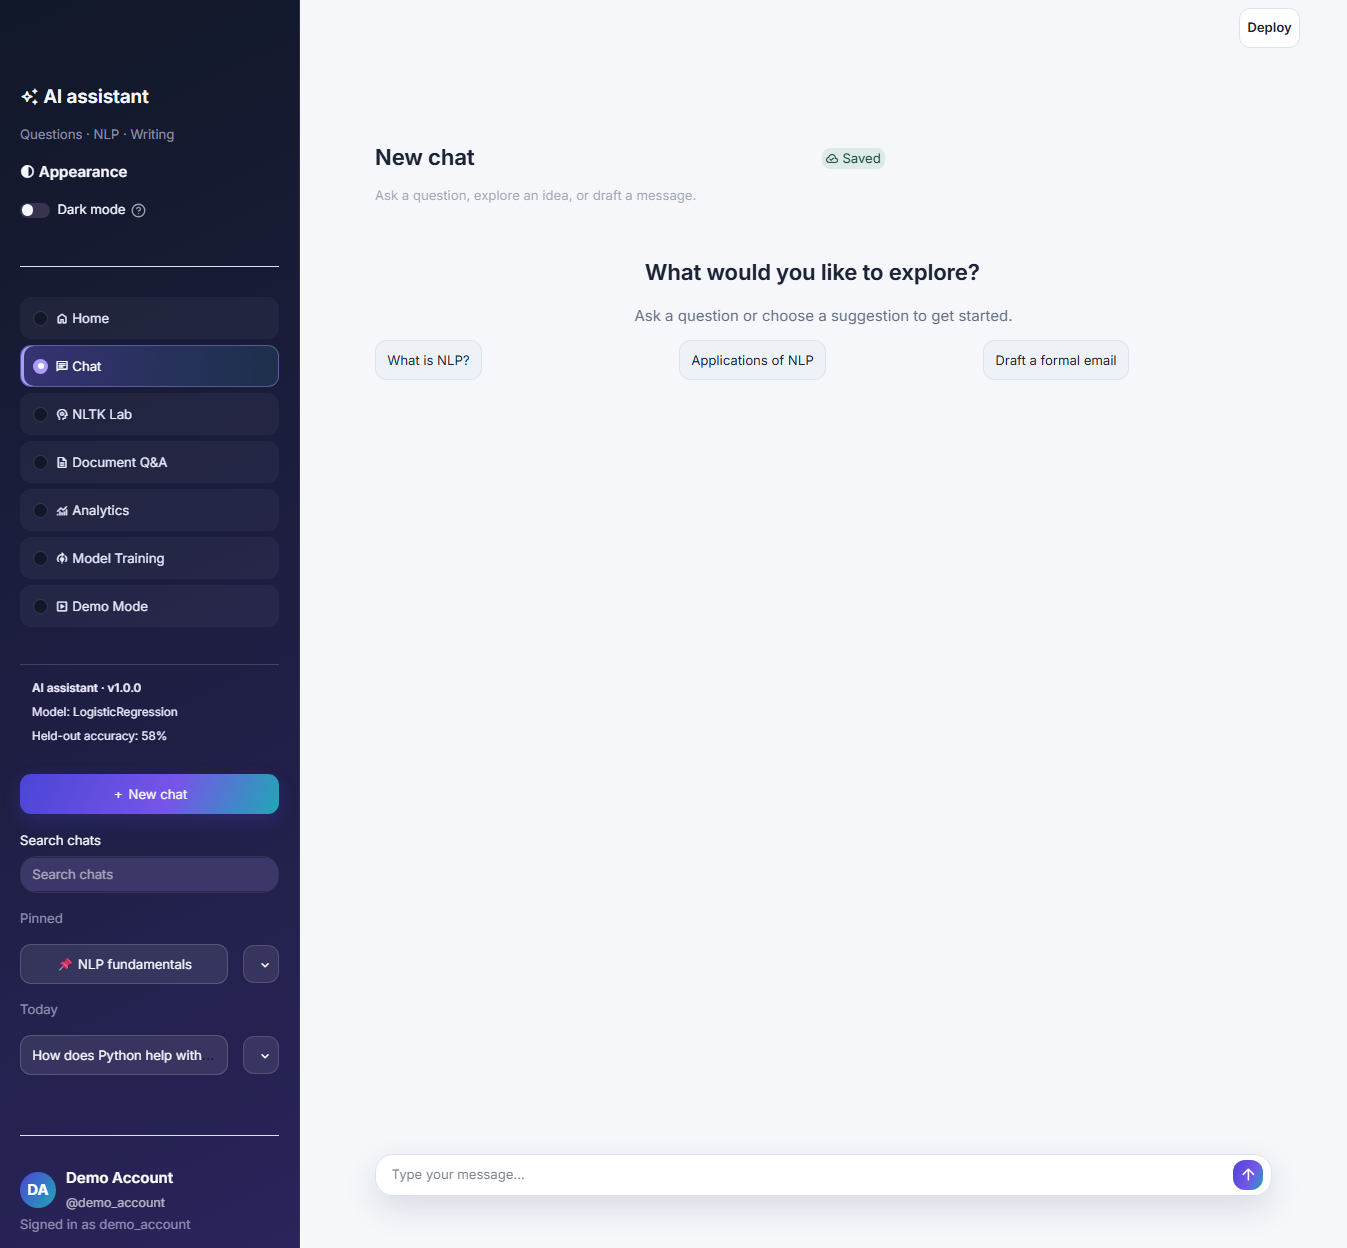 Deploy
AI assistant
Questions · NLP · Writing
Appearance
Dark mode
Home
Chat
NLTK Lab
Document Q&A
Analytics
Model Training
Demo Mode
AI assistant · v1.0.0
Model: LogisticRegression
Held-out accuracy: 58%
+ New chat
Search chats
Search chats
Pinned
NLP fundamentals
Today
How does Python help with...
DA
Demo Account
@demo_account
Signed in as demo_account
New chat
Saved
Ask a question, explore an idea, or draft a message.
What would you like to explore?
Ask a question or choose a suggestion to get started.
What is NLP?
Applications of NLP
Draft a formal email
Type your message...